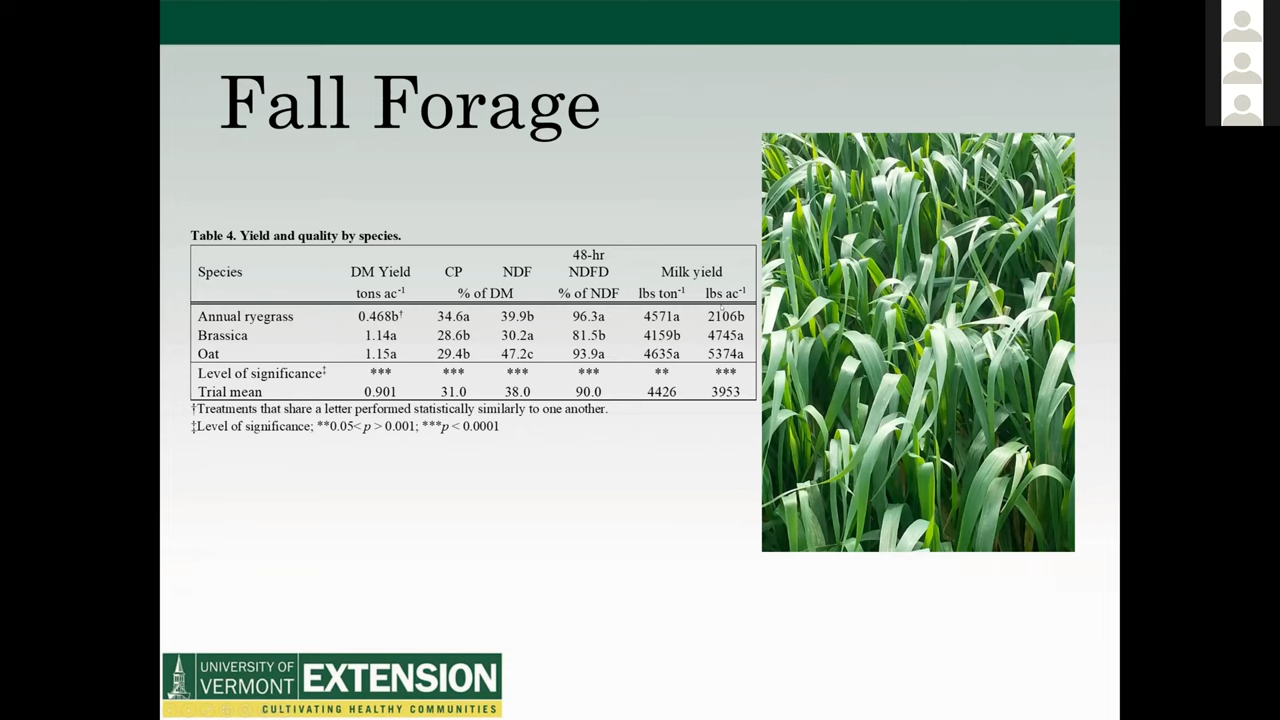 Fall Forage
Table 4. Yield and quality by species.
48-hr
Species DM Yield CP NDF NDFD Milk yield
tons ac⁻¹ % of DM % of NDF lbs ton⁻¹ lbs ac⁻¹
Annual ryegrass 0.468b† 34.6a 39.9b 96.3a 4571a 2106b
Brassica 1.14a 28.6b 30.2a 81.5b 4159b 4745a
Oat 1.15a 29.4b 47.2c 93.9a 4635a 5374a
Level of significance‡ *** *** *** *** ** ***
Trial mean 0.901 31.0 38.0 90.0 4426 3953
†Treatments that share a letter performed statistically similarly to one another.
‡Level of significance; **0.05< p > 0.001; ***p < 0.0001
UNIVERSITY OF
VERMONT
EXTENSION
CULTIVATING HEALTHY COMMUNITIES